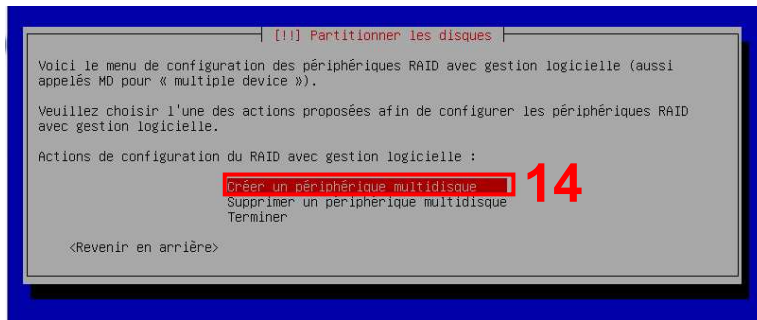 [!!] Partitionner les disques
Voici le menu de configuration des périphériques RAID avec gestion logicielle (aussi
appelés MD pour « multiple device »).
Veuillez choisir l'une des actions proposées afin de configurer les périphériques RAID
avec gestion logicielle.
Actions de configuration du RAID avec gestion logicielle :
Créer un périphérique multidisque 14
Supprimer un périphérique multidisque
Terminer
<Revenir en arrière>